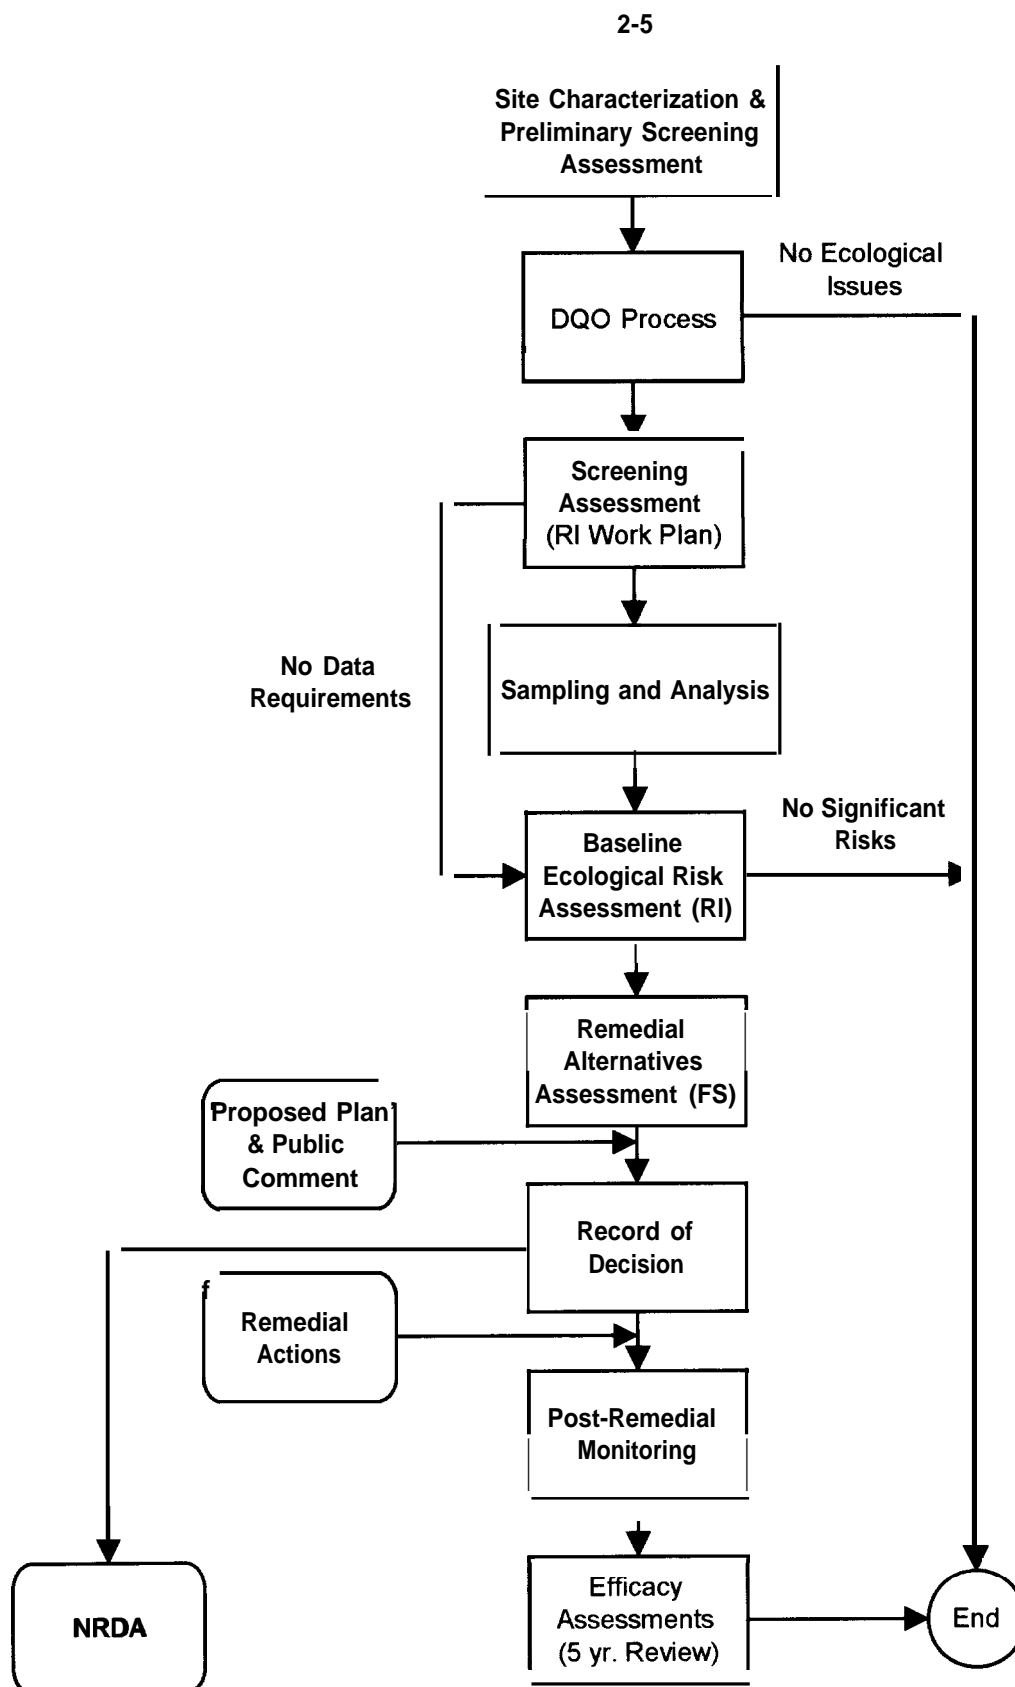 2-5
Site Characterization &
Preliminary Screening
Assessment
No Ecological
Issues
DQO Process
Screening
Assessment
(RI Work Plan)
No Data
Requirements
Sampling and Analysis
No Significant
Risks
Baseline
Ecological Risk
Assessment (RI)
Remedial
Alternatives
Assessment (FS)
Proposed Plan
& Public
Comment
Record of
Decision
Remedial
Actions
Post-Remedial
Monitoring
NRDA
Efficacy
Assessments
(5 yr. Review)
End